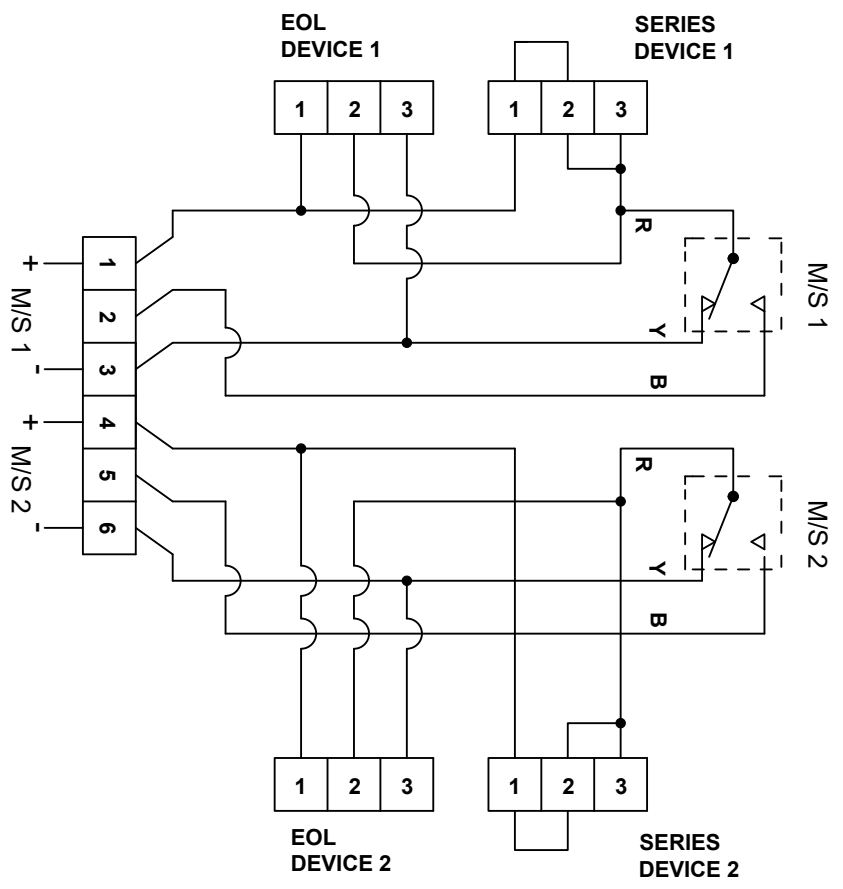 EOL
DEVICE 1
SERIES
DEVICE 1
1 2 3
1 2 3
R
M/S 1
Y
B
+ 1
M/S 1
2
- 3
+ 4
M/S 2
5
- 6
R
M/S 2
Y
B
1 2 3
1 2 3
EOL
DEVICE 2
SERIES
DEVICE 2